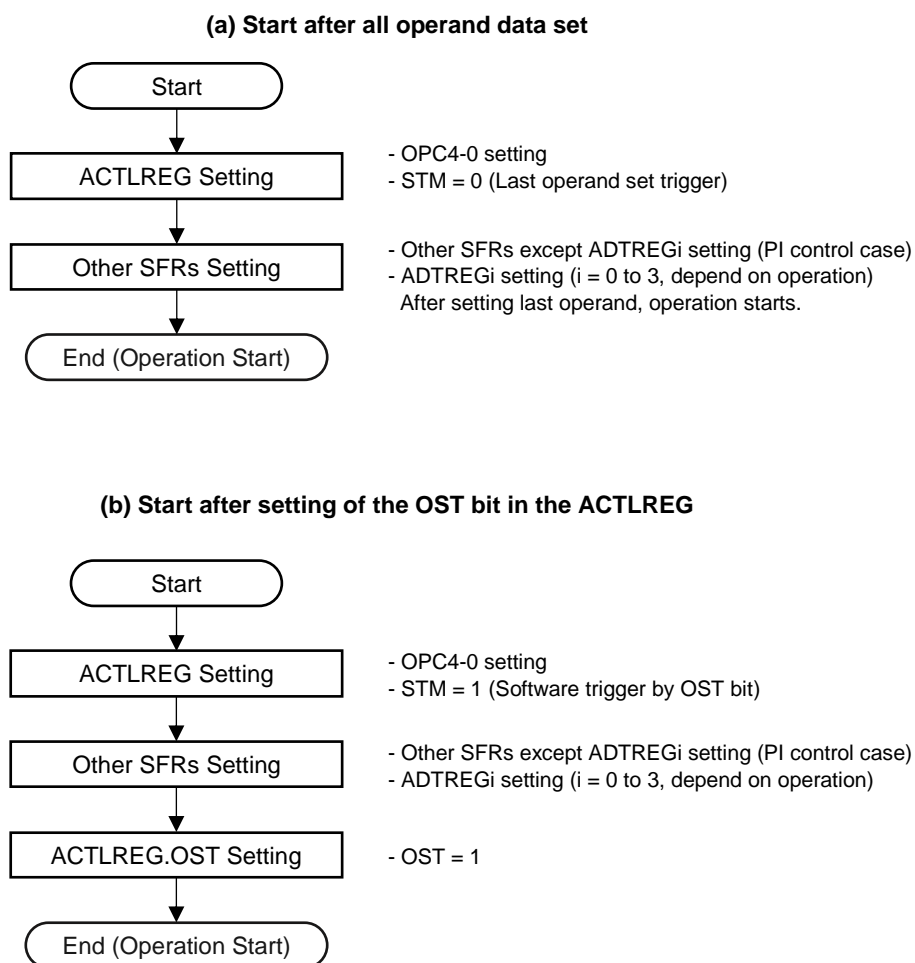 (a) Start after all operand data set
Start
ACTLREG Setting
- OPC4-0 setting
- STM = 0 (Last operand set trigger)
Other SFRs Setting
- Other SFRs except ADTREGi setting (PI control case)
- ADTREGi setting (i = 0 to 3, depend on operation)
After setting last operand, operation starts.
End (Operation Start)
(b) Start after setting of the OST bit in the ACTLREG
Start
ACTLREG Setting
- OPC4-0 setting
- STM = 1 (Software trigger by OST bit)
Other SFRs Setting
- Other SFRs except ADTREGi setting (PI control case)
- ADTREGi setting (i = 0 to 3, depend on operation)
ACTLREG.OST Setting
- OST = 1
End (Operation Start)